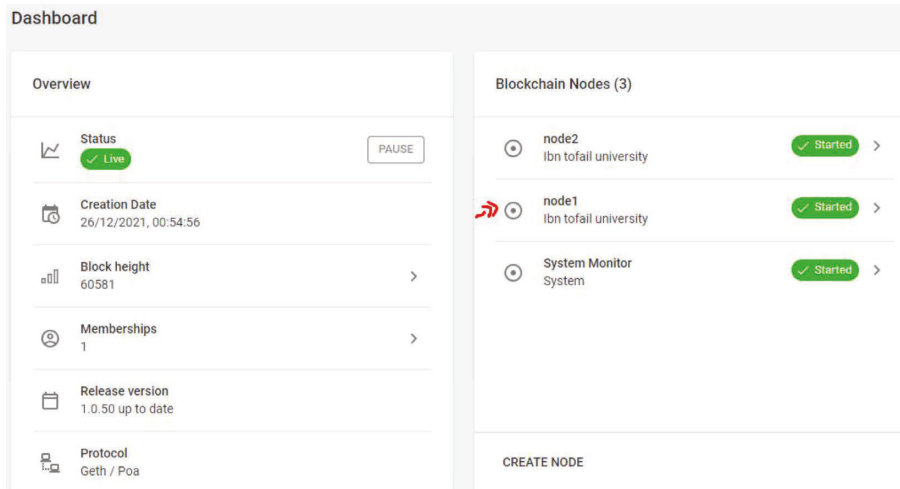 Dashboard
Overview
Status
Live
PAUSE
Creation Date
26/12/2021, 00:54:56
Block height
60581
Memberships
1
Release version
1.0.50 up to date
Protocol
Geth / Poa
Blockchain Nodes (3)
node2
Ibn tofail university
Started
node1
Ibn tofail university
Started
System Monitor
System
Started
CREATE NODE